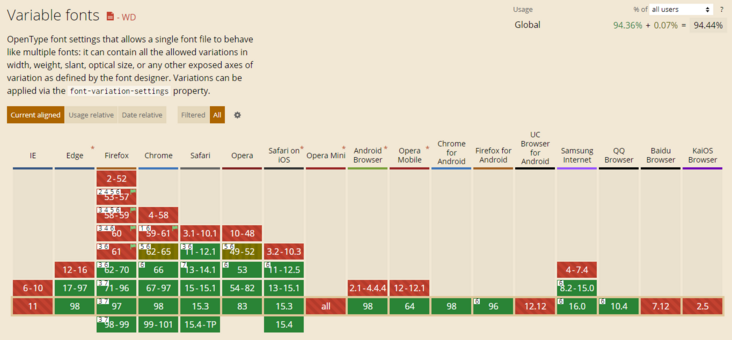 Variable fonts - WD
Usage % of all users ?
Global 94.36% + 0.07% = 94.44%
OpenType font settings that allows a single font file to behave
like multiple fonts: it can contain all the allowed variations in
width, weight, slant, optical size, or any other exposed axes of
variation as defined by the font designer. Variations can be
applied via the font-variation-settings property.
Current aligned Usage relative Date relative Filtered All
IE Edge * Firefox Chrome Safari Opera Safari on iOS * Opera Mini * Android Browser * Opera Mobile * Chrome for Android Firefox for Android UC Browser for Android Samsung Internet QQ Browser Baidu Browser KaiOS Browser
2-52
53-57
58-59 4-58
60 59-61 3.1-10.1 10-48
61 62-65 11-12.1 49-52 3.2-10.3
12-16 62-70 66 13-14.1 53 11-12.5 4-7.4
6-10 17-97 71-96 67-97 15-15.1 54-82 13-15.1 2.1-4.4.4 12-12.1 8.2-15.0
11 98 97 98 15.3 83 15.3 all 98 64 98 96 12.12 16.0 10.4 7.12 2.5
98-99 99-101 15.4-TP 15.4